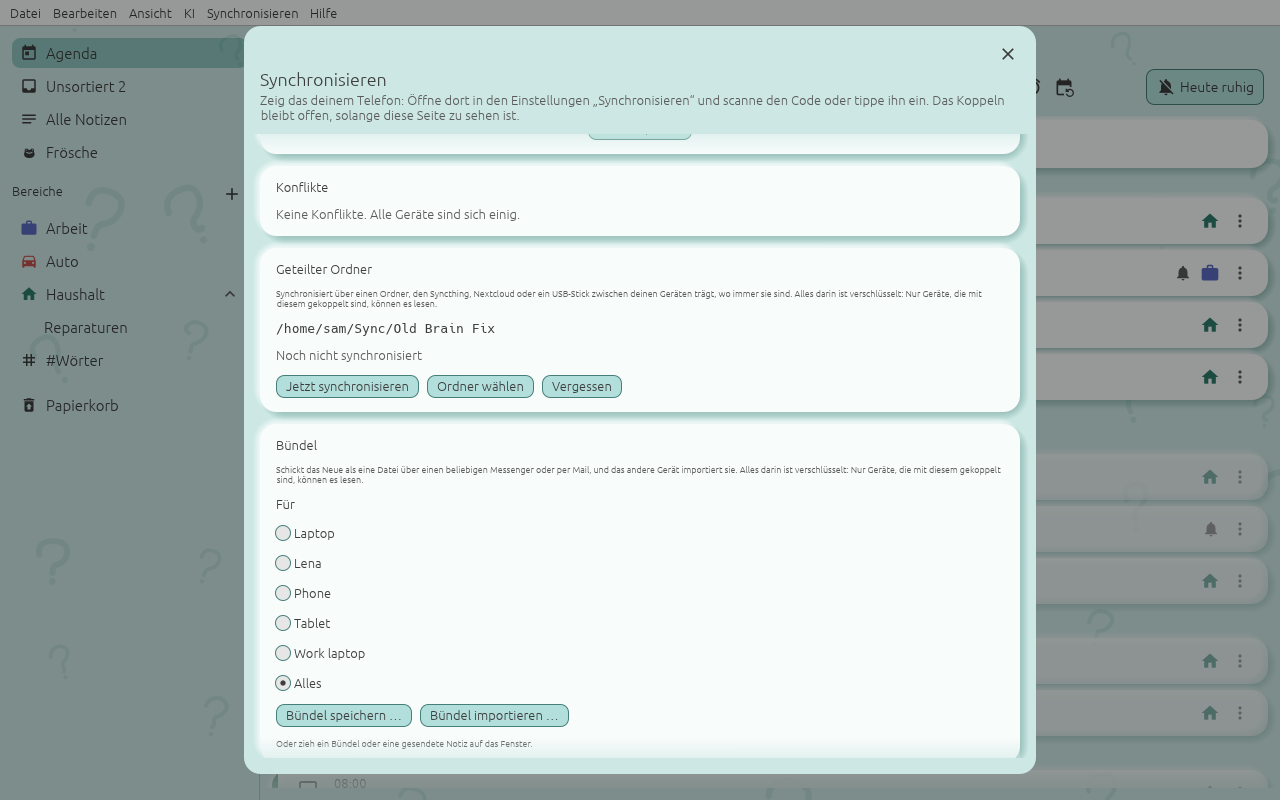 Datei Bearbeiten Ansicht KI Synchronisieren Hilfe
Agenda
Unsortiert 2
Alle Notizen
Frösche
Bereiche
Arbeit
Auto
Haushalt
Reparaturen
#Wörter
Papierkorb
Heute ruhig
Synchronisieren
Zeig das deinem Telefon: Öffne dort in den Einstellungen „Synchronisieren“ und scanne den Code oder tippe ihn ein. Das Koppeln
bleibt offen, solange diese Seite zu sehen ist.
Konflikte
Keine Konflikte. Alle Geräte sind sich einig.
Geteilter Ordner
Synchronisiert über einen Ordner, den Syncthing, Nextcloud oder ein USB-Stick zwischen deinen Geräten trägt, wo immer sie sind. Alles darin ist verschlüsselt: Nur Geräte, die mit
diesem gekoppelt sind, können es lesen.
/home/sam/Sync/Old Brain Fix
Noch nicht synchronisiert
Jetzt synchronisieren Ordner wählen Vergessen
Bündel
Schickt das Neue als eine Datei über einen beliebigen Messenger oder per Mail, und das andere Gerät importiert sie. Alles darin ist verschlüsselt: Nur Geräte, die mit diesem gekoppelt
sind, können es lesen.
Für
Laptop
Lena
Phone
Tablet
Work laptop
Alles
Bündel speichern … Bündel importieren …
Oder zieh ein Bündel oder eine gesendete Notiz auf das Fenster.
08:00